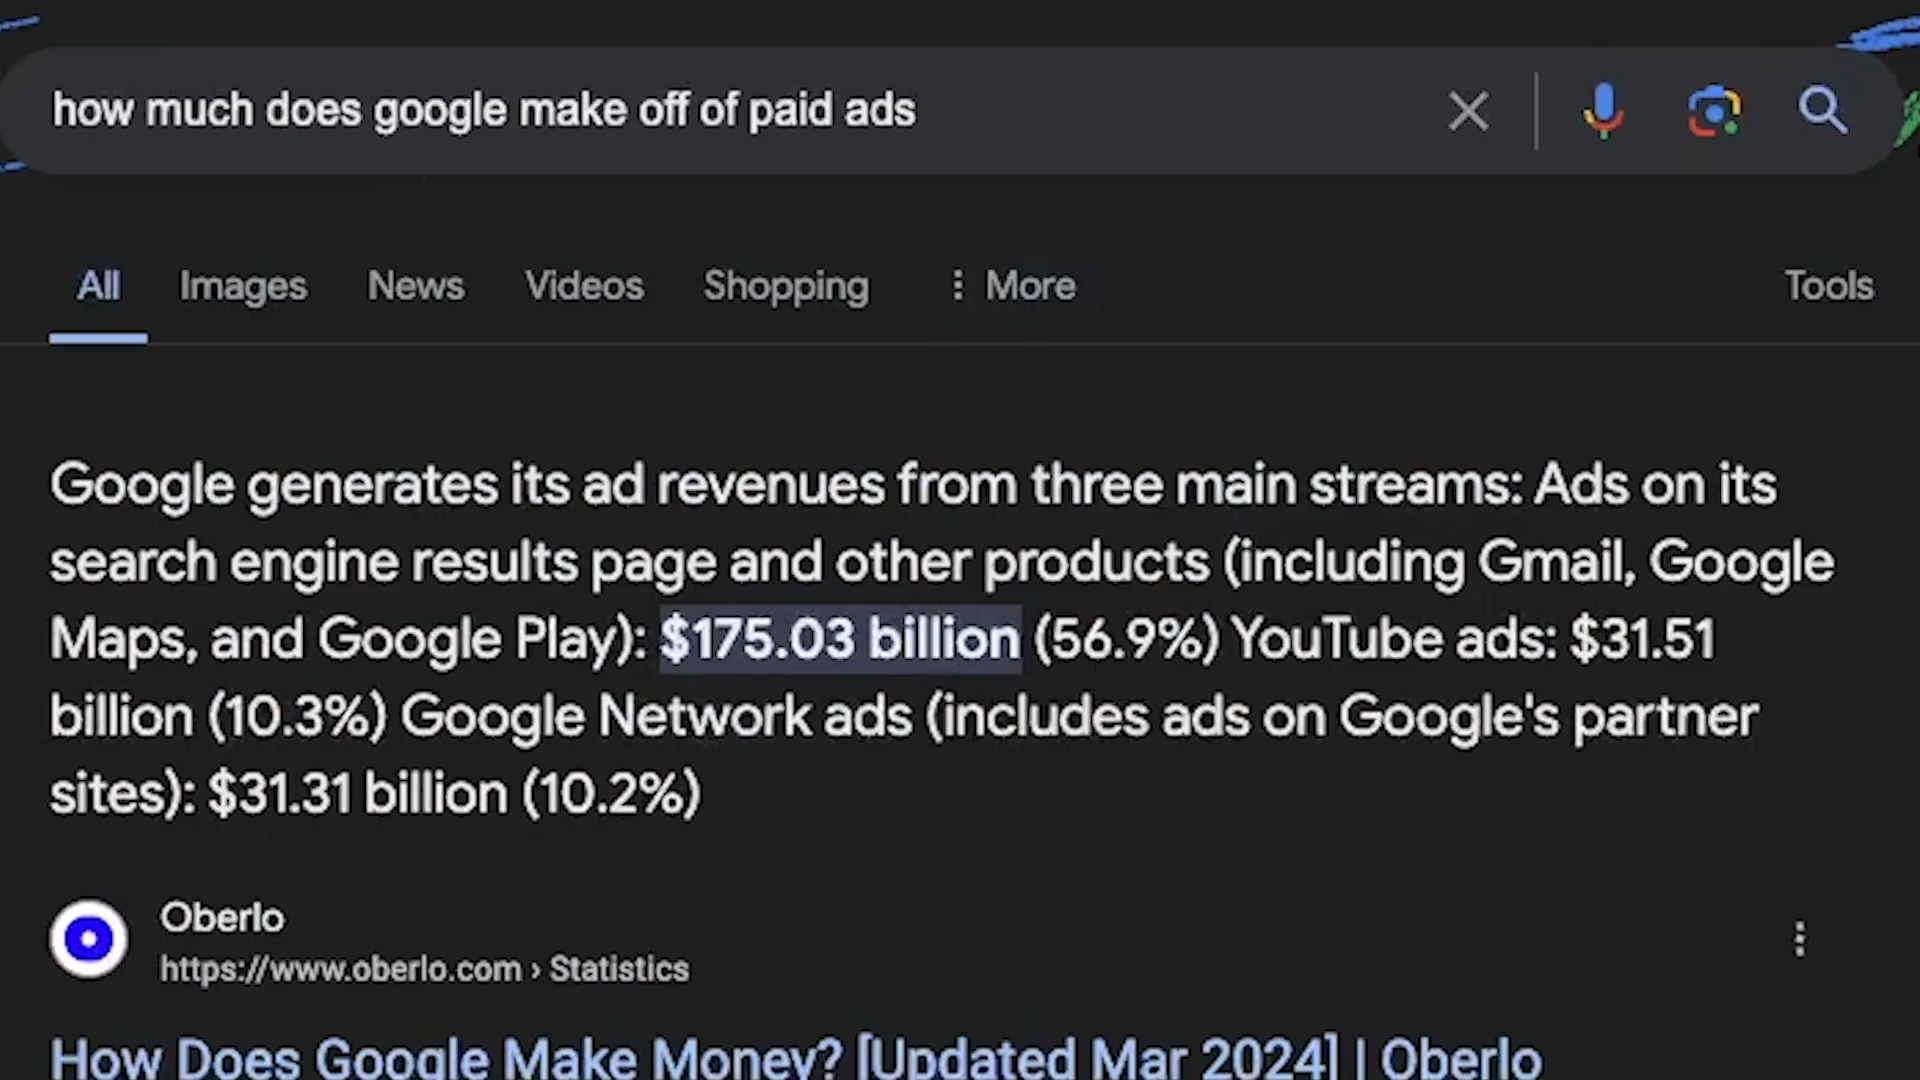 how much does google make off of paid ads
All Images News Videos Shopping More Tools
Google generates its ad revenues from three main streams: Ads on its
search engine results page and other products (including Gmail, Google
Maps, and Google Play): $175.03 billion (56.9%) YouTube ads: $31.51
billion (10.3%) Google Network ads (includes ads on Google's partner
sites): $31.31 billion (10.2%)
Oberlo
https://www.oberlo.com › Statistics
How Does Google Make Money? [Updated Mar 2024] | Oberlo